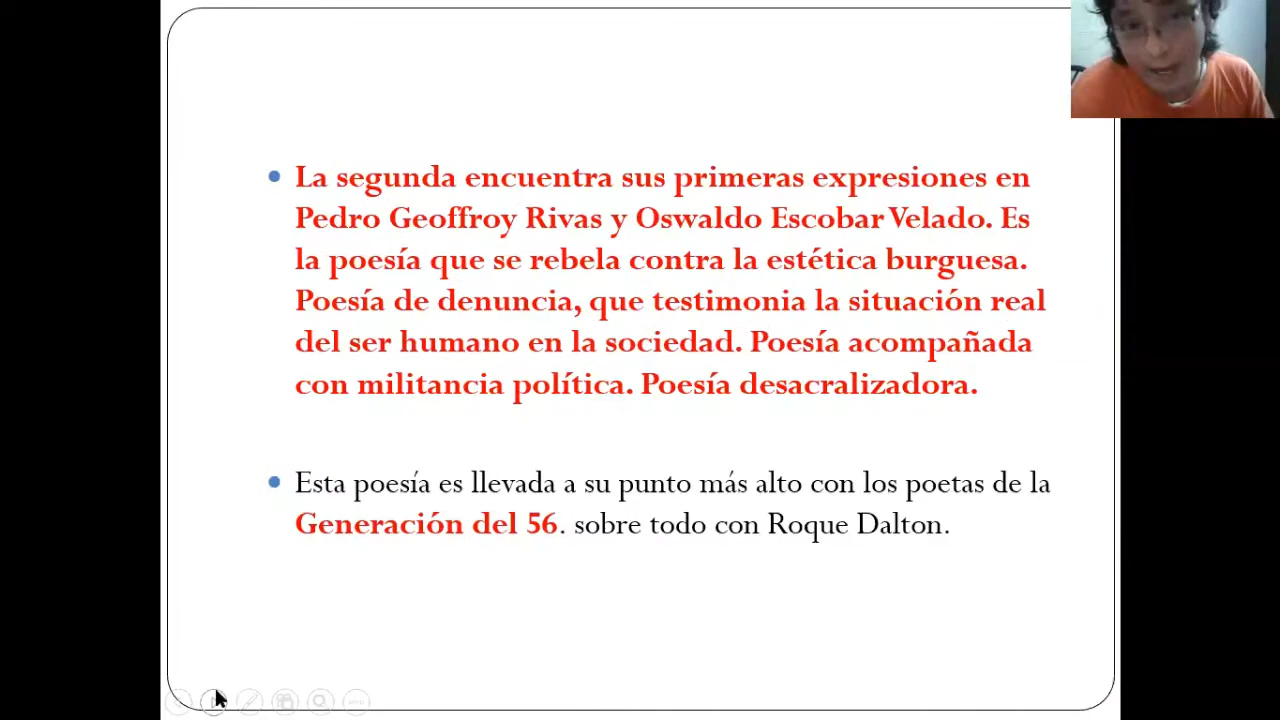 La segunda encuentra sus primeras expresiones en
Pedro Geoffroy Rivas y Oswaldo Escobar Velado. Es
la poesía que se rebela contra la estética burguesa.
Poesía de denuncia, que testimonia la situación real
del ser humano en la sociedad. Poesía acompañada
con militancia política. Poesía desacralizadora.
Esta poesía es llevada a su punto más alto con los poetas de la
Generación del 56. sobre todo con Roque Dalton.